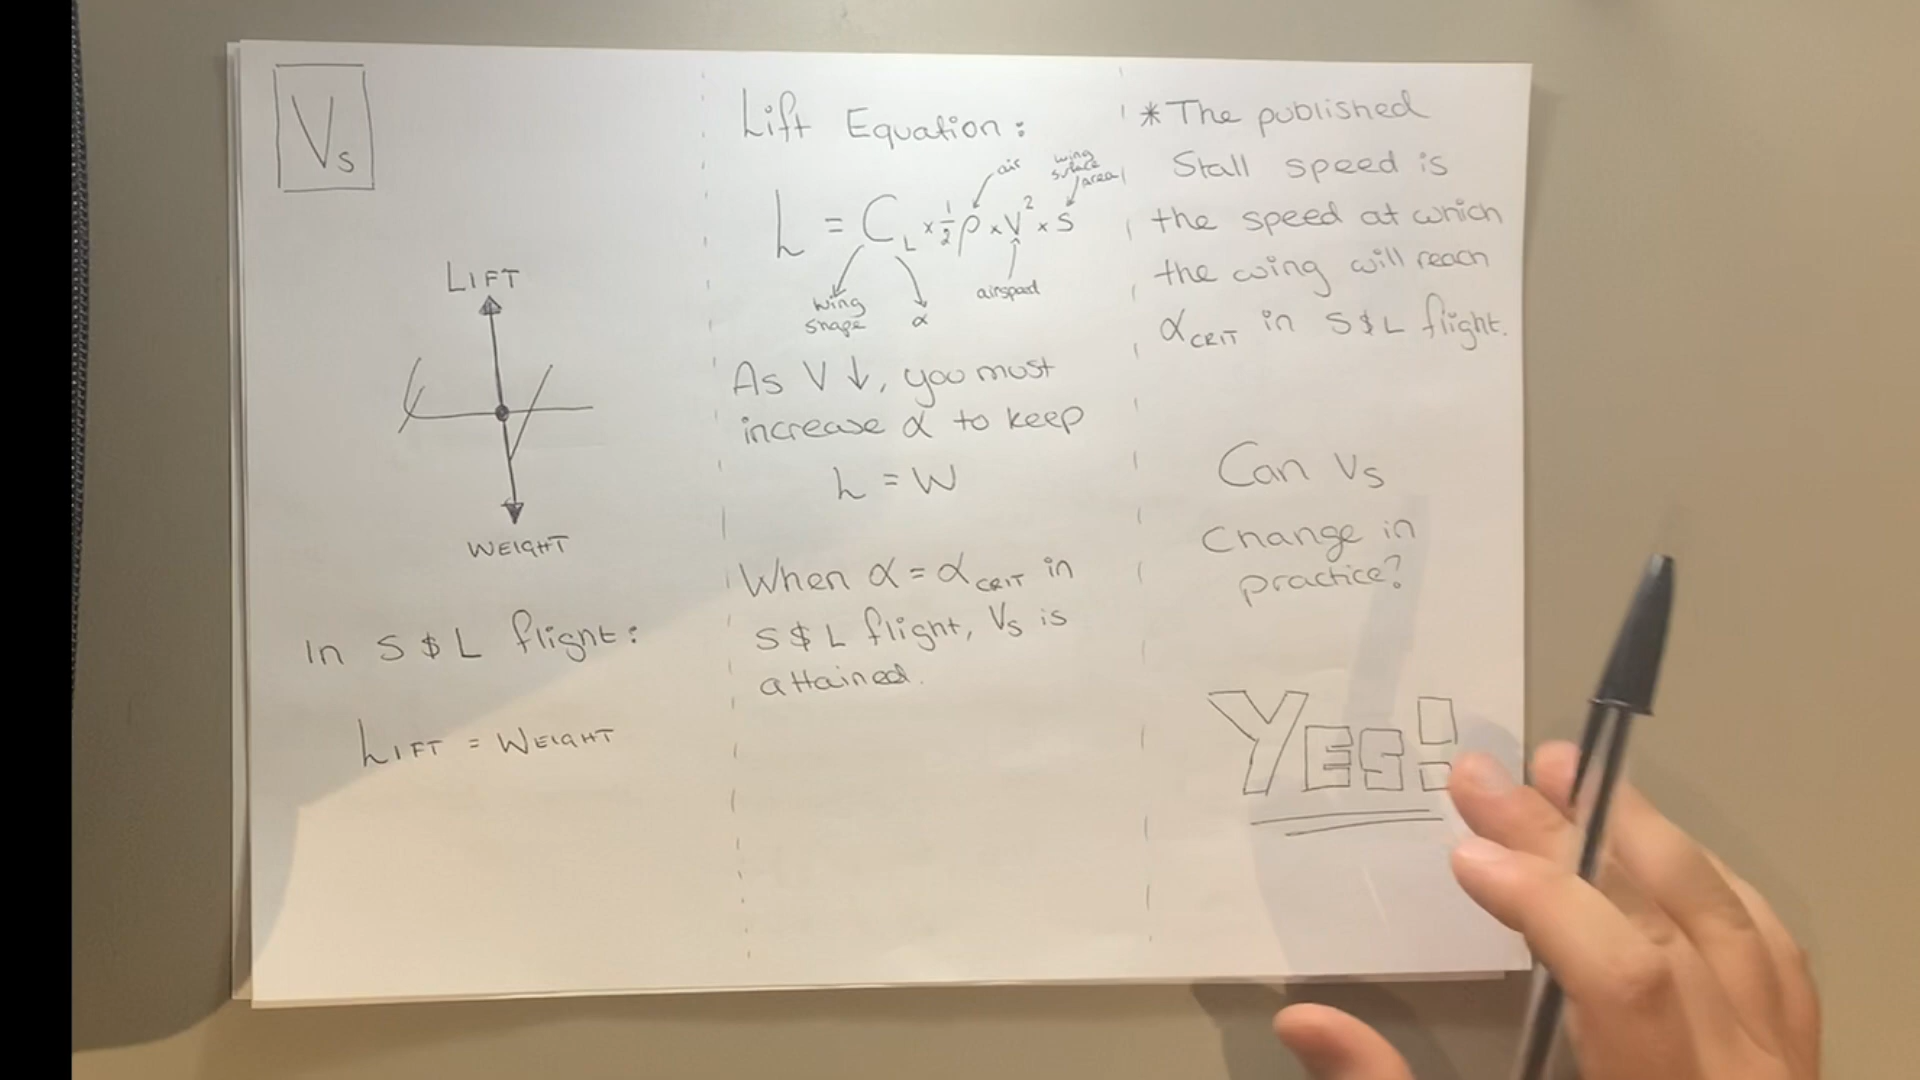 Vs
LIFT
WEIGHT
In S & L flight:
LIFT = WEIGHT
Lift Equation:
air
wing
surface
area
L = CL × 1/2 ρ × V² × S
wing
shape
α
airspeed
As V ↓, you must
increase α to keep
L = W
When α = αCRIT in
S & L flight, Vs is
attained.
* The published
Stall speed is
the speed at which
the wing will reach
αCRIT in S & L flight.
Can Vs
Change in
practice?
YES!